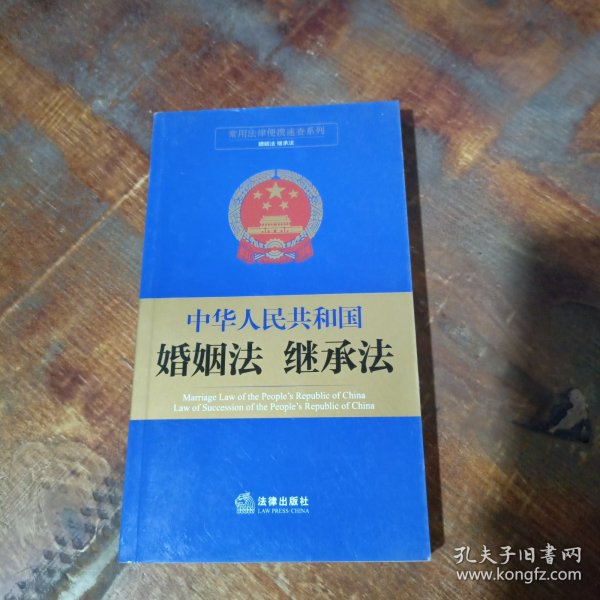 常用法律便携速查系列
婚姻法 继承法
中华人民共和国
婚姻法 继承法
Marriage Law of the People's Republic of China
Law of Succession of the People's Republic of China
法律出版社
LAW PRESS·CHINA
孔夫子旧书网
www.kongfz.com